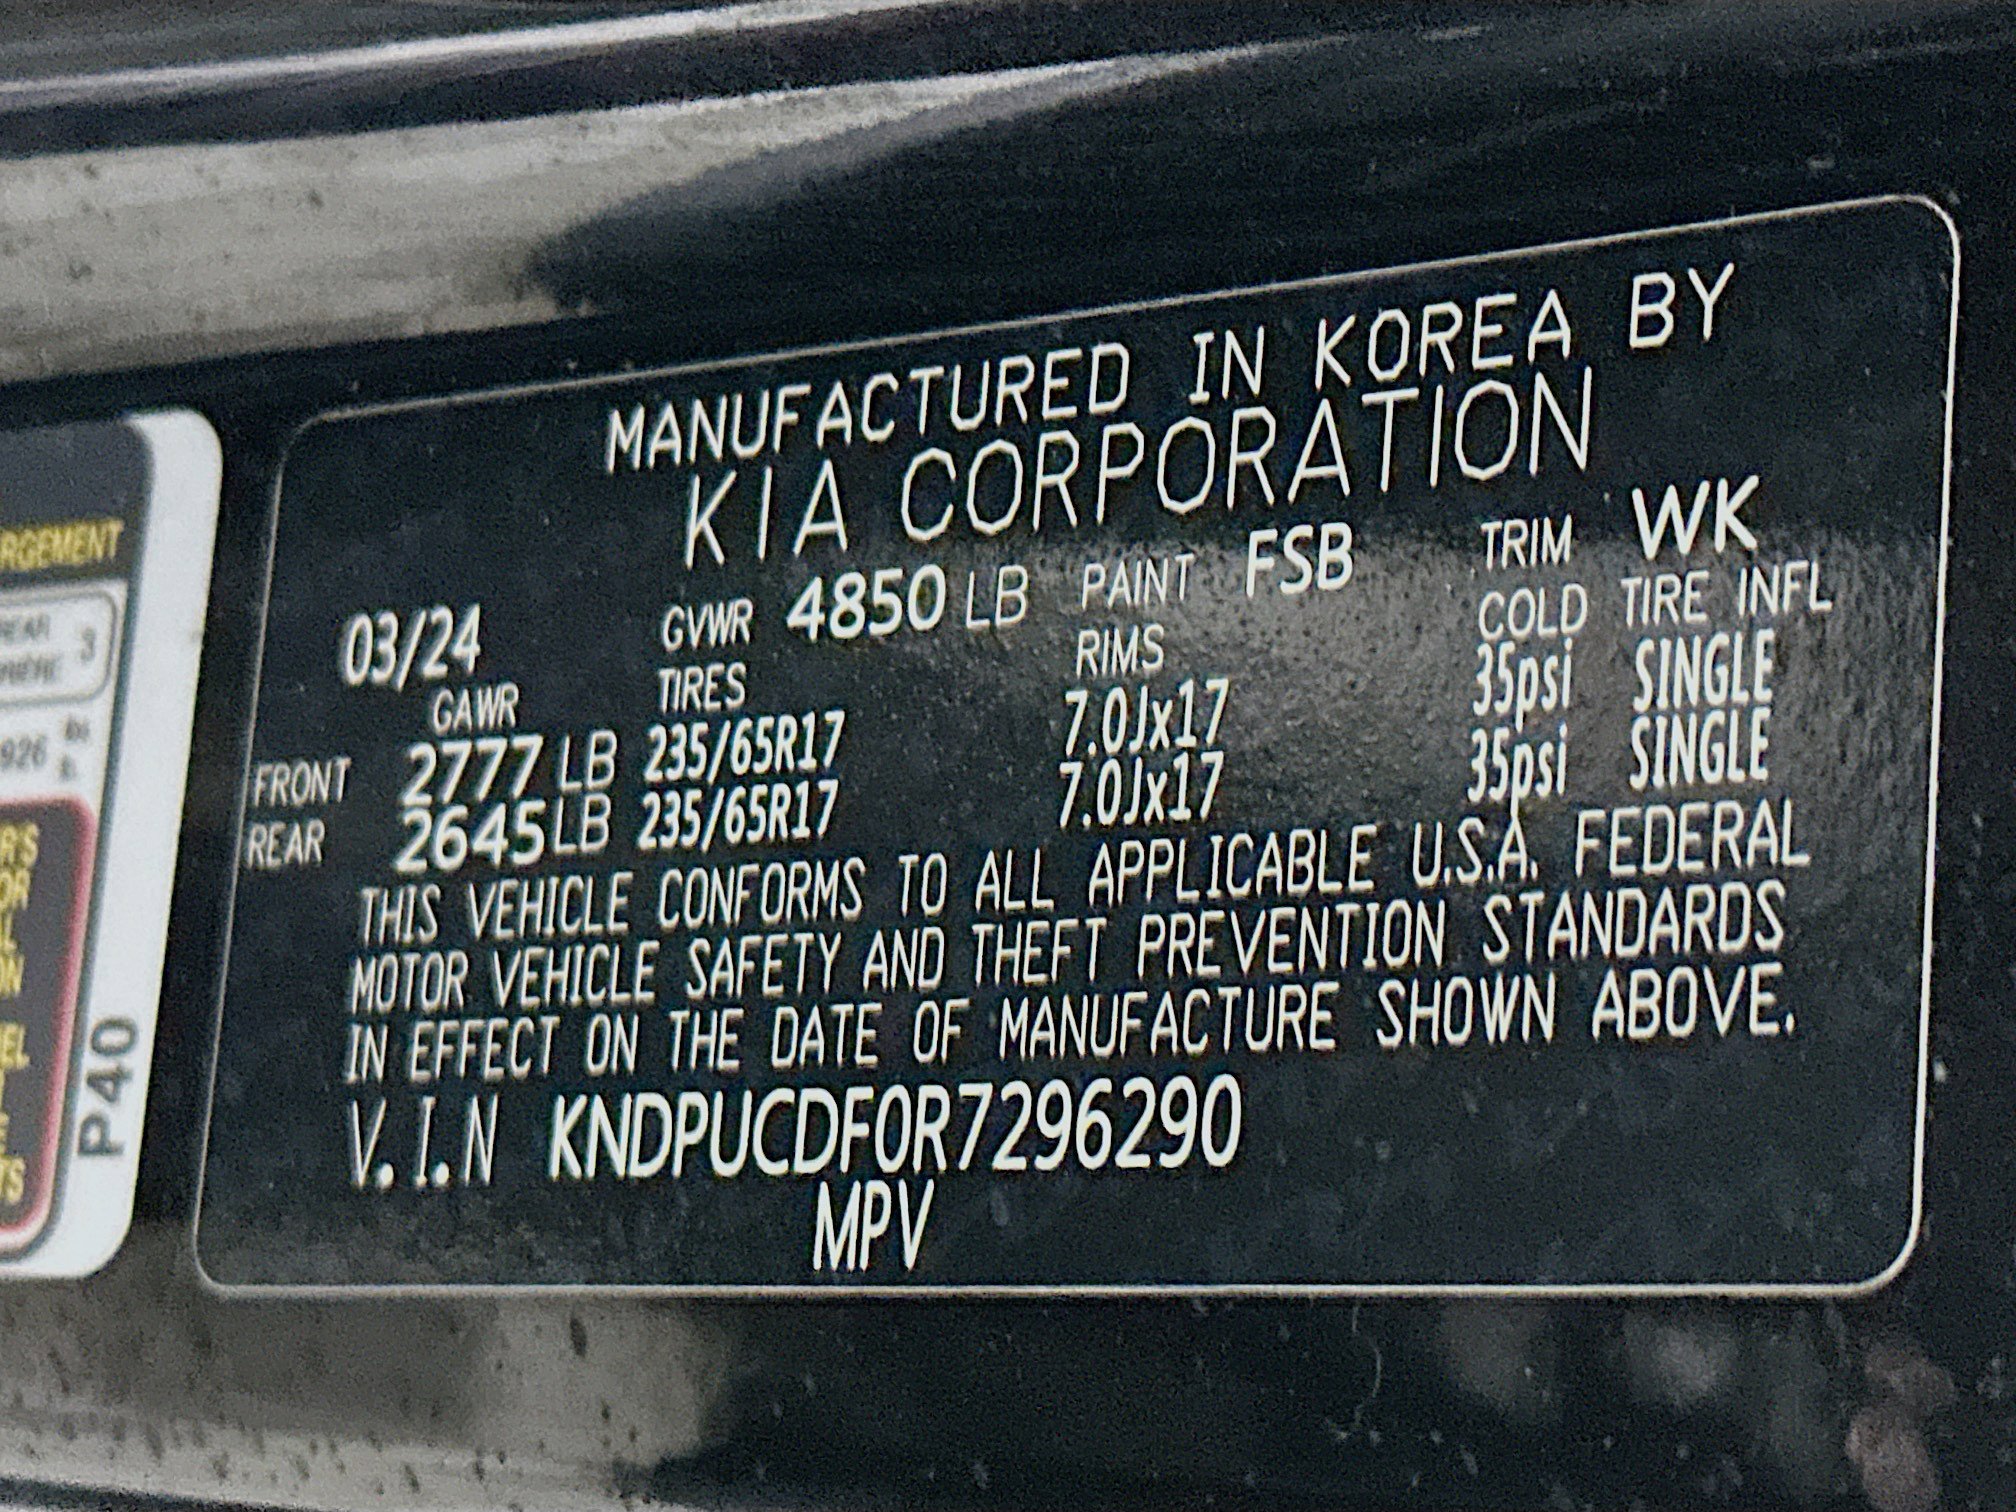 MANUFACTURED IN KOREA BY
KIA CORPORATION
03/24 GVWR 4850 LB PAINT FSB TRIM WK
GAWR TIRES RIMS COLD TIRE INFL
FRONT 2777 LB 235/65R17 7.0Jx17 35psi SINGLE
REAR 2645 LB 235/65R17 7.0Jx17 35psi SINGLE
THIS VEHICLE CONFORMS TO ALL APPLICABLE U.S.A. FEDERAL
MOTOR VEHICLE SAFETY AND THEFT PREVENTION STANDARDS
IN EFFECT ON THE DATE OF MANUFACTURE SHOWN ABOVE.
V.I.N KNDPUCDF0R7296290
MPV
P40